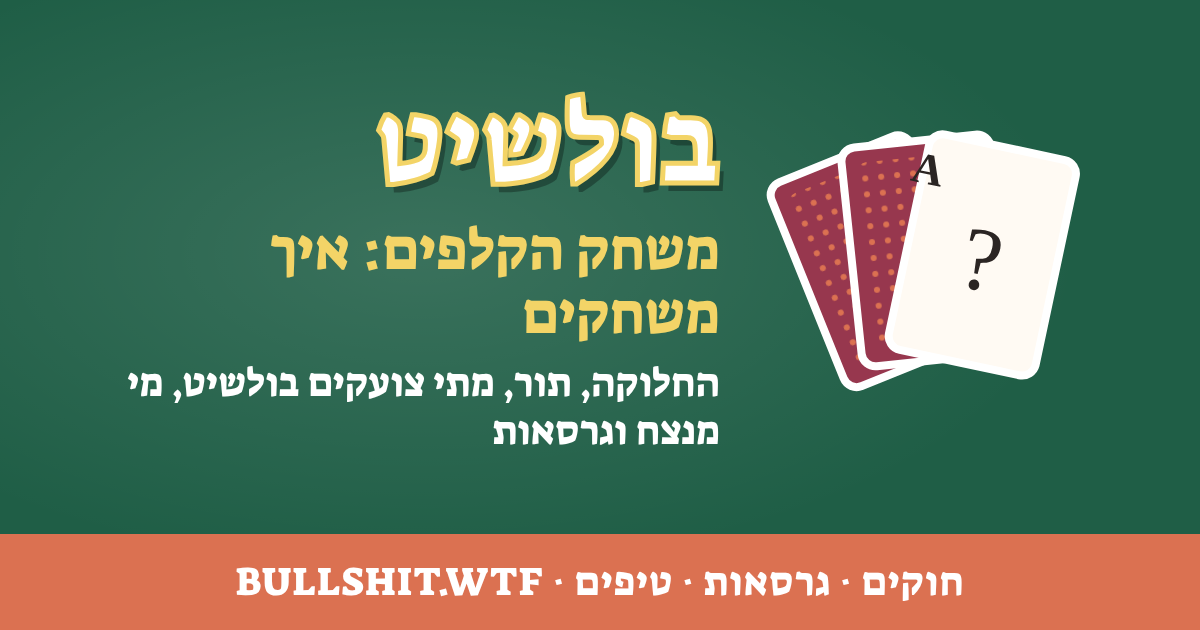 בולשיט
משחק הקלפים: איך
משחקים
החלוקה, תור, מתי צועקים בולשיט, מי
מנצח וגרסאות
A
?
חוקים · גרסאות · טיפים · BULLSHIT.WTF